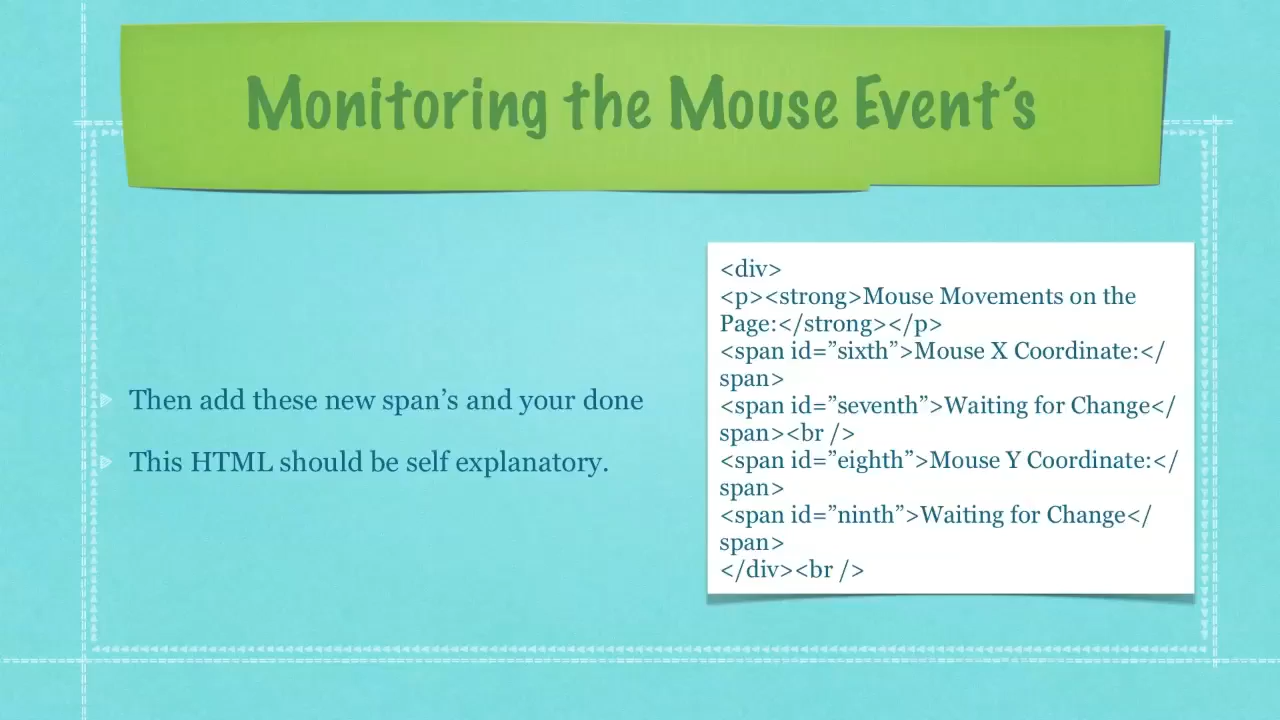 Monitoring the Mouse Event’s
Then add these new span’s and your done
This HTML should be self explanatory.
<div>
<p><strong>Mouse Movements on the
Page:</strong></p>
<span id=”sixth”>Mouse X Coordinate:</
span>
<span id=”seventh”>Waiting for Change</
span><br />
<span id=”eighth”>Mouse Y Coordinate:</
span>
<span id=”ninth”>Waiting for Change</
span>
</div><br />